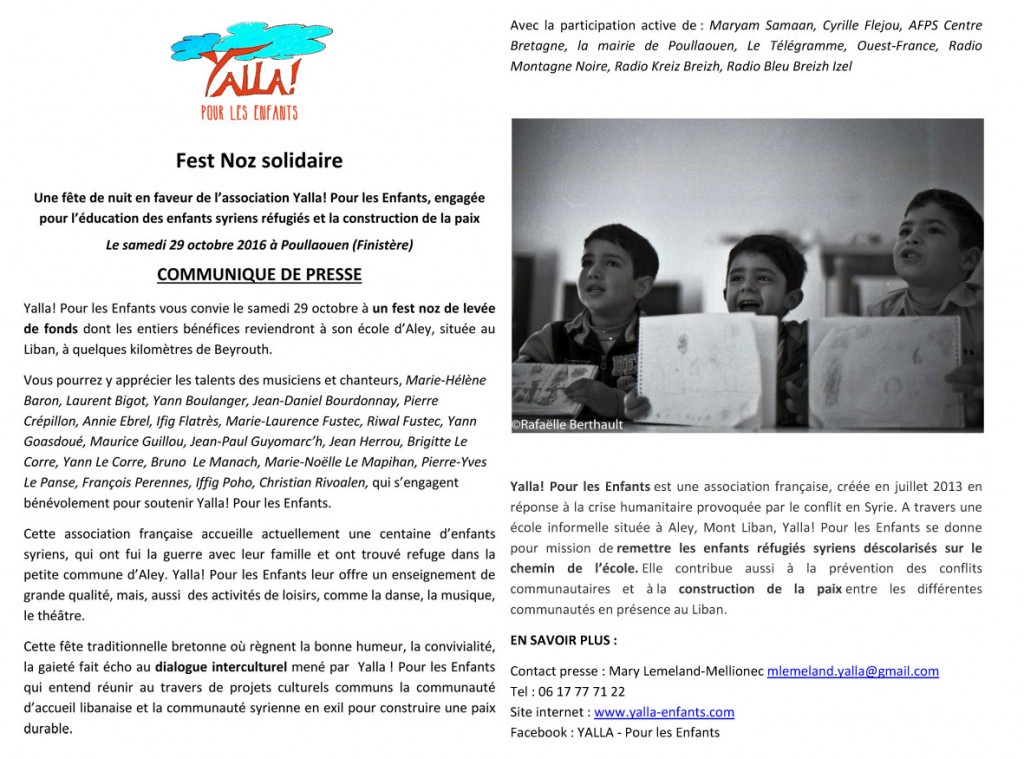 YALLA!
POUR LES ENFANTS
Fest Noz solidaire
Une fête de nuit en faveur de l'association Yalla! Pour les Enfants, engagée
pour l'éducation des enfants syriens réfugiés et la construction de la paix
Le samedi 29 octobre 2016 à Poullaouen (Finistère)
COMMUNIQUE DE PRESSE
Yalla! Pour les Enfants vous convie le samedi 29 octobre à un fest noz de levée
de fonds dont les entiers bénéfices reviendront à son école d'Aley, située au
Liban, à quelques kilomètres de Beyrouth.
Vous pourrez y apprécier les talents des musiciens et chanteurs, Marie-Hélène
Baron, Laurent Bigot, Yann Boulanger, Jean-Daniel Bourdonnay, Pierre
Crépillon, Annie Ebrel, Ifig Flatrès, Marie-Laurence Fustec, Riwal Fustec, Yann
Goasdoué, Maurice Guillou, Jean-Paul Guyomarc'h, Jean Herrou, Brigitte Le
Corre, Yann Le Corre, Bruno Le Manach, Marie-Noëlle Le Mapihan, Pierre-Yves
Le Panse, François Perennes, Iffig Poho, Christian Rivoalen, qui s'engagent
bénévolement pour soutenir Yalla! Pour les Enfants.
Cette association française accueille actuellement une centaine d'enfants
syriens, qui ont fui la guerre avec leur famille et ont trouvé refuge dans la
petite commune d'Aley. Yalla! Pour les Enfants leur offre un enseignement de
grande qualité, mais, aussi des activités de loisirs, comme la danse, la musique,
le théâtre.
Cette fête traditionnelle bretonne où règnent la bonne humeur, la convivialité,
la gaieté fait écho au dialogue interculturel mené par Yalla ! Pour les Enfants
qui entend réunir au travers de projets culturels communs la communauté
d'accueil libanaise et la communauté syrienne en exil pour construire une paix
durable.
Avec la participation active de : Maryam Samaan, Cyrille Flejou, AFPS Centre
Bretagne, la mairie de Poullaouen, Le Télégramme, Ouest-France, Radio
Montagne Noire, Radio Kreiz Breizh, Radio Bleu Breizh Izel
©Rafaëlle Berthault
Yalla! Pour les Enfants est une association française, créée en juillet 2013 en
réponse à la crise humanitaire provoquée par le conflit en Syrie. A travers une
école informelle située à Aley, Mont Liban, Yalla! Pour les Enfants se donne
pour mission de remettre les enfants réfugiés syriens déscolarisés sur le
chemin de l'école. Elle contribue aussi à la prévention des conflits
communautaires et à la construction de la paix entre les différentes
communautés en présence au Liban.
EN SAVOIR PLUS :
Contact presse : Mary Lemeland-Mellionec mlemeland.yalla@gmail.com
Tel : 06 17 77 71 22
Site internet : www.yalla-enfants.com
Facebook : YALLA - Pour les Enfants